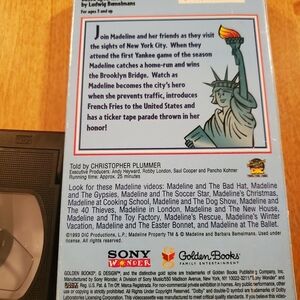 by Ludwig Bemelmans
For ages 3 and up
Join Madeline and her friends as they visit
the sights of New York City. When they
attend the first Yankee game of the season
Madeline catches a home-run and wins
the Brooklyn Bridge. Watch as
Madeline becomes the city's hero
when she prevents traffic, introduces
French Fries to the United States and
has a ticker tape parade thrown in her
honor!
Told by CHRISTOPHER PLUMMER
Executive Producers: Andy Heyward, Robby London, Saul Cooper and Pancho Kohner
Running time: Approx. 25 minutes
Look for these Madeline videos: Madeline and The Bad Hat, Madeline
and The Gypsies, Madeline and The Soccer Star, Madeline's Christmas,
Madeline at Cooking School, Madeline and The Dog Show, Madeline and
The 40 Thieves, Madeline in London, Madeline and The New House,
Madeline and The Toy Factory, Madeline's Rescue, Madeline's Winter
Vacation, Madeline and The Easter Bonnet, Madeline at The Ballet.
©1993 DIC Productions, L.P., Madeline Property TM & © Madeline and Barbara Bemelmans, Used
under license. All rights reserved.
SONY
WONDER
Golden Books
FAMILY ENTERTAINMENT